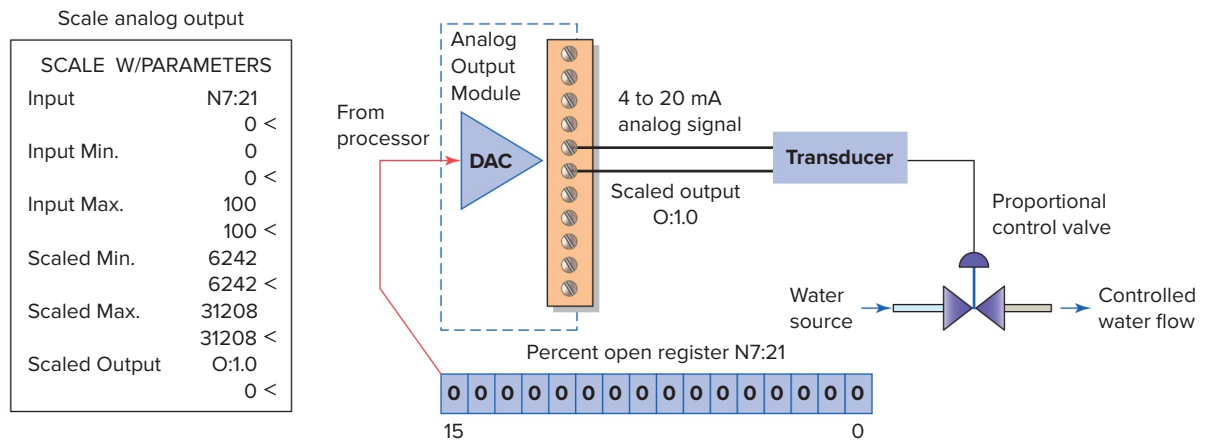 Scale analog output
SCALE W/PARAMETERS
Input N7:21
0 <
Input Min. 0
0 <
Input Max. 100
100 <
Scaled Min. 6242
6242 <
Scaled Max. 31208
31208 <
Scaled Output O:1.0
0 <
From
processor
Analog
Output
Module
DAC
4 to 20 mA
analog signal
Scaled output
O:1.0
Transducer
Proportional
control valve
Water
source
Controlled
water flow
Percent open register N7:21
0 0 0 0 0 0 0 0 0 0 0 0 0 0 0 0
15 0